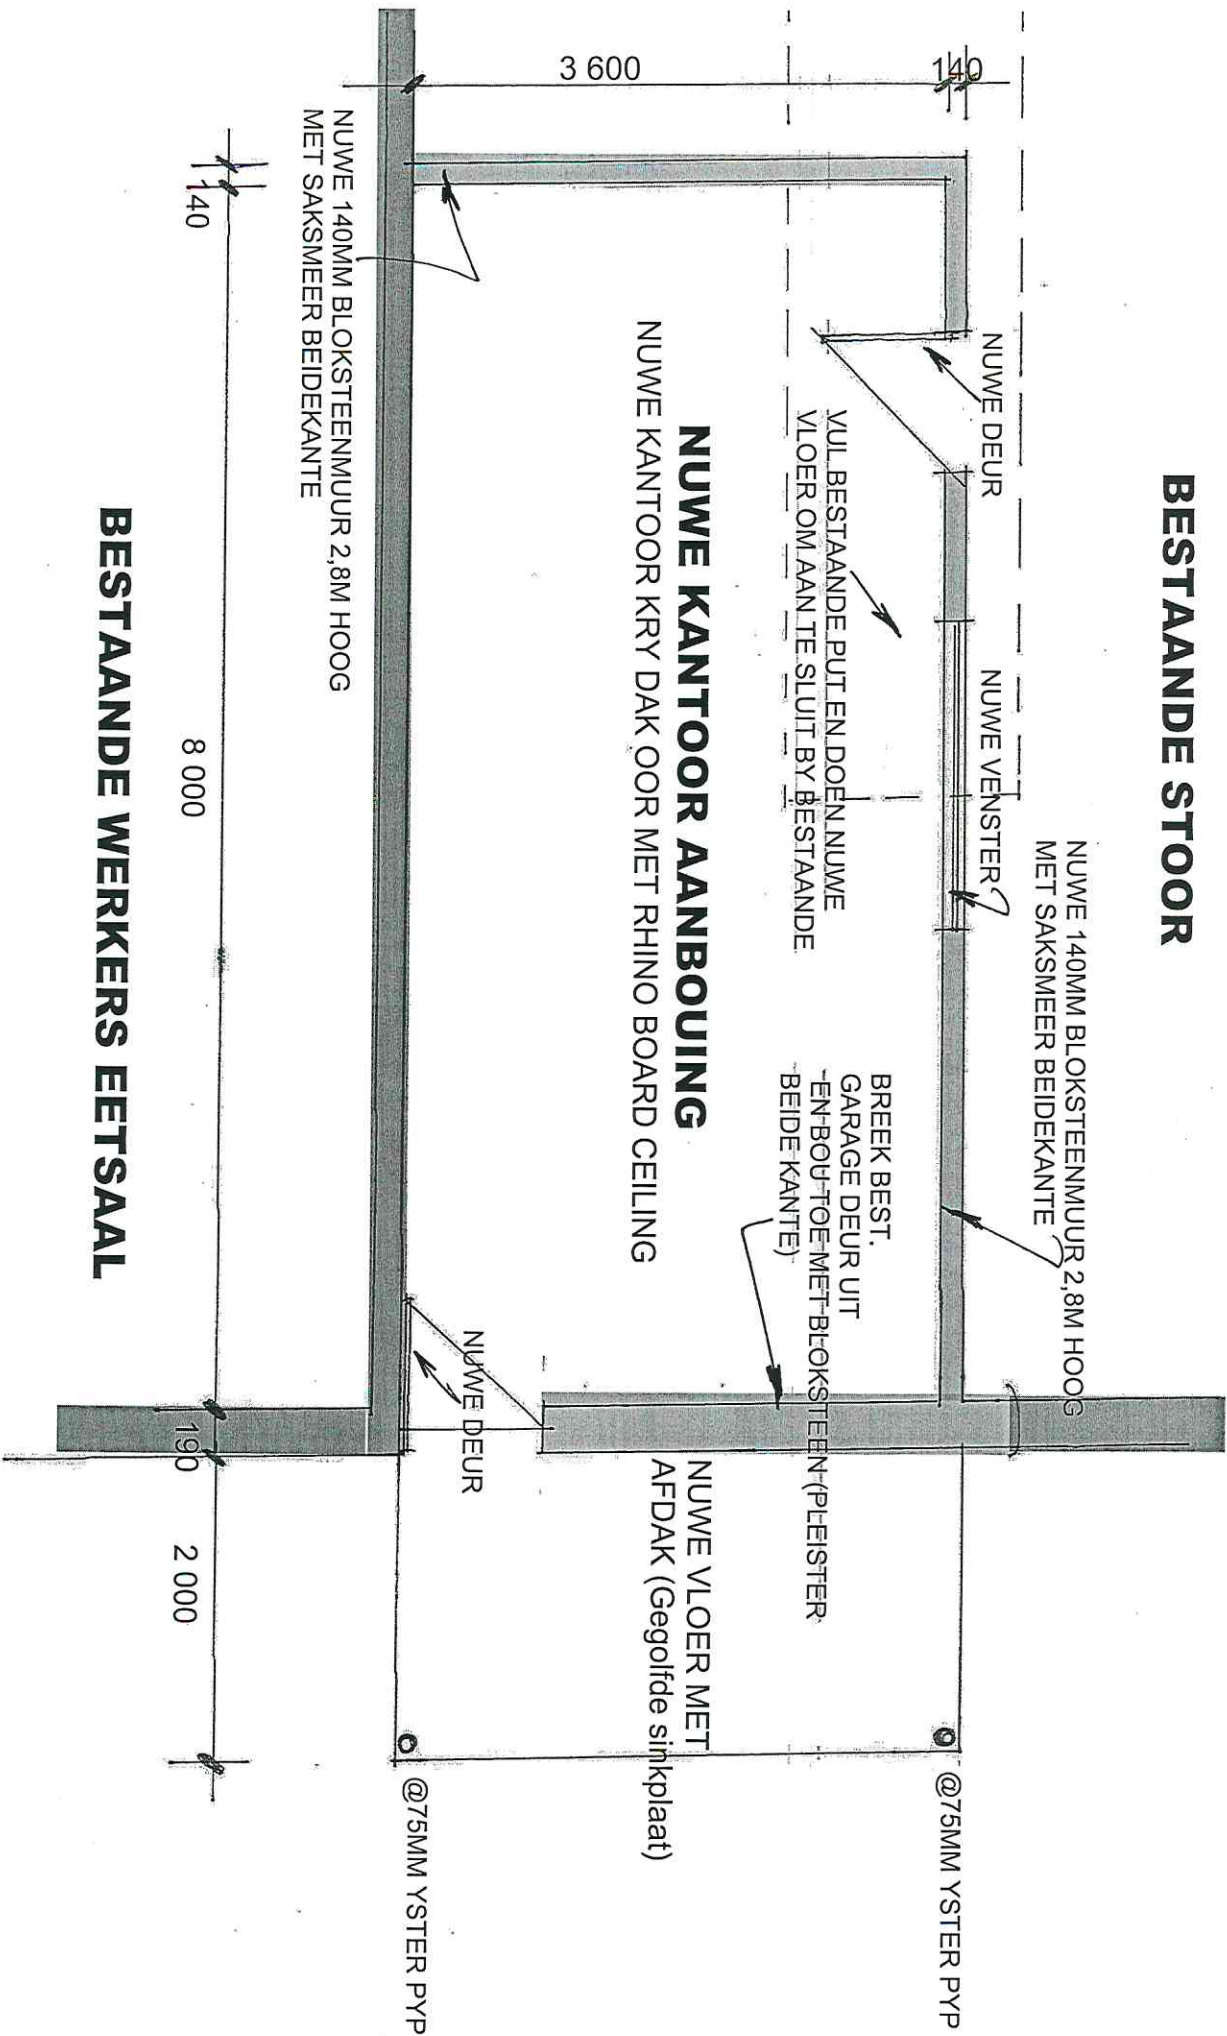 BESTAANDE STOOR
NUWE 140MM BLOKSTEENMUUR 2,8M HOOG
MET SAKSMEER BEIDEKANTE
NUWE DEUR
NUWE VENSTER
@75MM YSTER PYP
140
3 600
VUL BESTAANDE PUT EN DOEN NUWE
VLOER OM AAN TE SLUIT BY BESTAANDE
BREEK BEST.
GARAGE DEUR UIT
EN BOU TOE MET BLOKSTEEN (PLEISTER
BEIDE KANTE)
NUWE KANTOOR AANBOUING
NUWE KANTOOR KRY DAK OOR MET RHINO BOARD CEILING
NUWE VLOER MET
AFDAK (Gegolfde sinkplaat)
NUWE DEUR
@75MM YSTER PYP
NUWE 140MM BLOKSTEENMUUR 2,8M HOOG
MET SAKSMEER BEIDEKANTE
140
8 000
190
2 000
BESTAANDE WERKERS EETSAAL